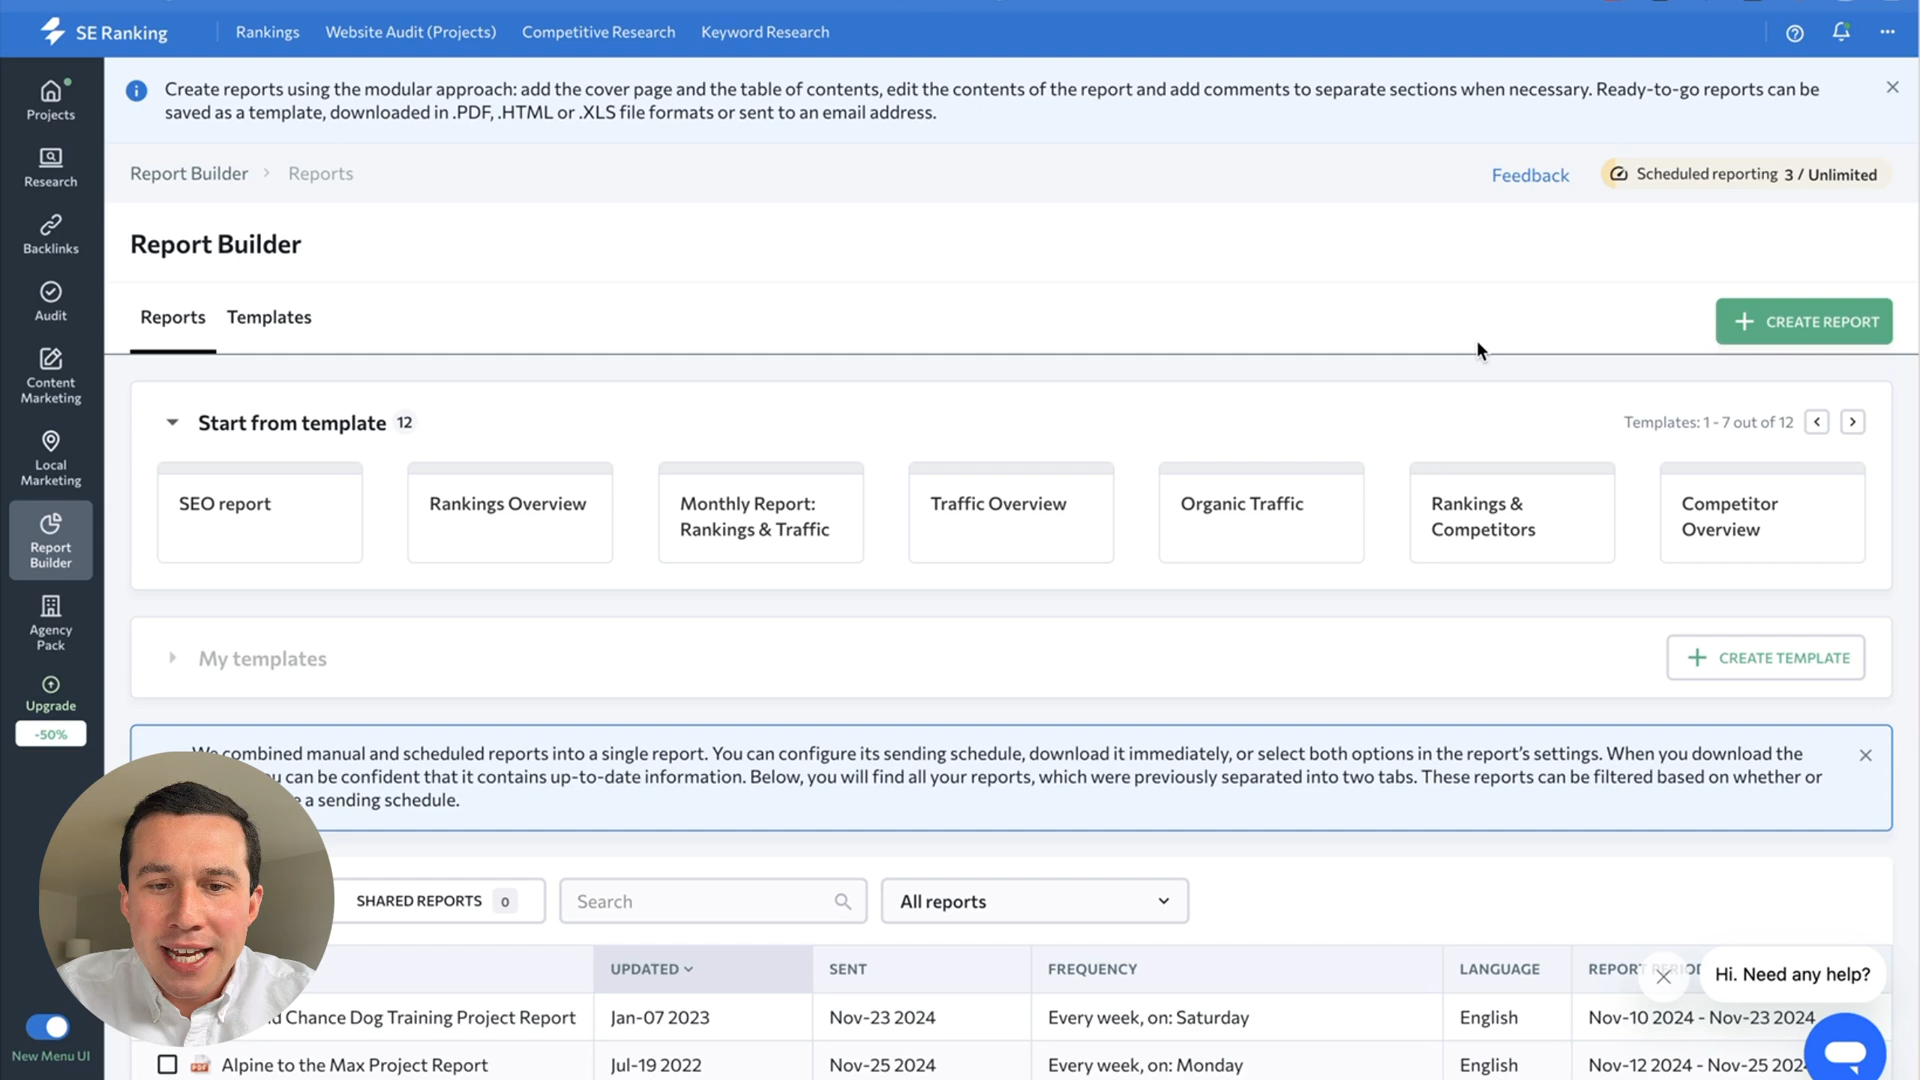 SE Ranking
Rankings
Website Audit (Projects)
Competitive Research
Keyword Research
Projects
Research
Backlinks
Audit
Content
Marketing
Local
Marketing
Report
Builder
Agency
Pack
Upgrade
-50%
New Menu UI
Create reports using the modular approach: add the cover page and the table of contents, edit the contents of the report and add comments to separate sections when necessary. Ready-to-go reports can be
saved as a template, downloaded in .PDF, .HTML or .XLS file formats or sent to an email address.
Report Builder > Reports
Feedback
Scheduled reporting 3 / Unlimited
Report Builder
Reports
Templates
+ CREATE REPORT
Start from template 12
Templates: 1 - 7 out of 12
SEO report
Rankings Overview
Monthly Report:
Rankings & Traffic
Traffic Overview
Organic Traffic
Rankings &
Competitors
Competitor
Overview
My templates
+ CREATE TEMPLATE
We combined manual and scheduled reports into a single report. You can configure its sending schedule, download it immediately, or select both options in the report's settings. When you download the
can be confident that it contains up-to-date information. Below, you will find all your reports, which were previously separated into two tabs. These reports can be filtered based on whether or
a sending schedule.
SHARED REPORTS 0
Search
All reports
UPDATED
SENT
FREQUENCY
LANGUAGE
REPORT PERIOD
Chance Dog Training Project Report
Jan-07 2023
Nov-23 2024
Every week, on: Saturday
English
Nov-10 2024 - Nov-23 2024
Alpine to the Max Project Report
Jul-19 2022
Nov-25 2024
Every week, on: Monday
English
Nov-12 2024 - Nov-25 202
Hi. Need any help?